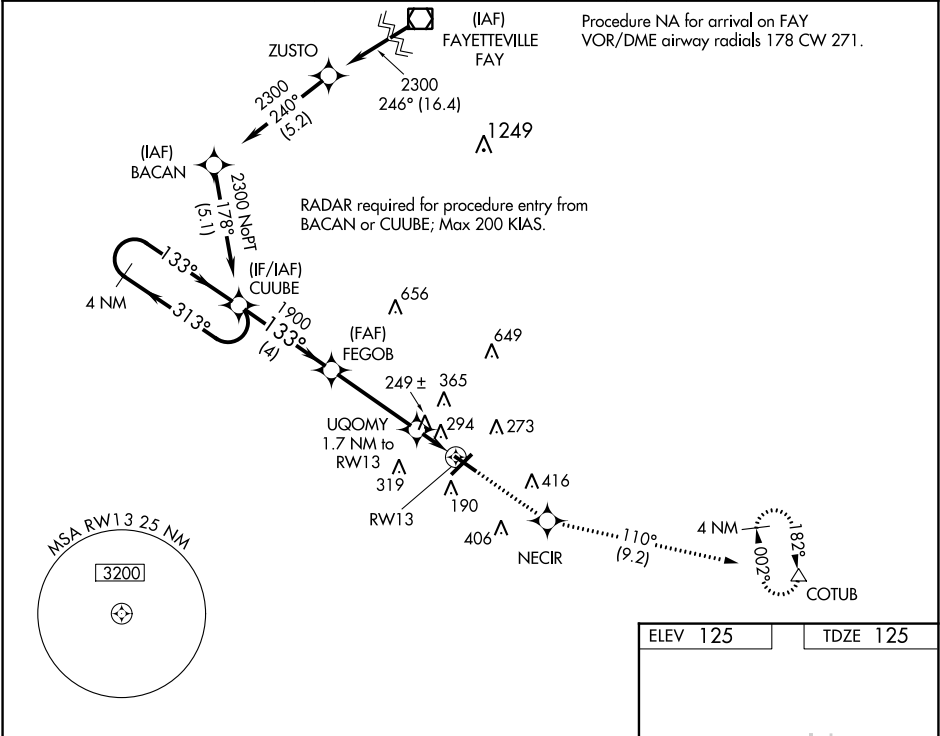 (IAF)
FAYETTEVILLE
FAY
Procedure NA for arrival on FAY
VOR/DME airway radials 178 CW 271.
ZUSTO
2300
246° (16.4)
2300
240°
(5.2)
1249
(IAF)
BACAN
2300 NoPT
178°
(5.1)
RADAR required for procedure entry from
BACAN or CUUBE; Max 200 KIAS.
133°
313°
4 NM
(IF/IAF)
CUUBE
1900
133°
(4)
656
(FAF)
FEGOB
649
249 ±
365
UQOMY
1.7 NM to
RW13
294
273
319
190
RW13
416
406
NECIR
110°
(9.2)
4 NM
182°
002°
COTUB
MSA RW13 25 NM
3200
ELEV 125
TDZE 125